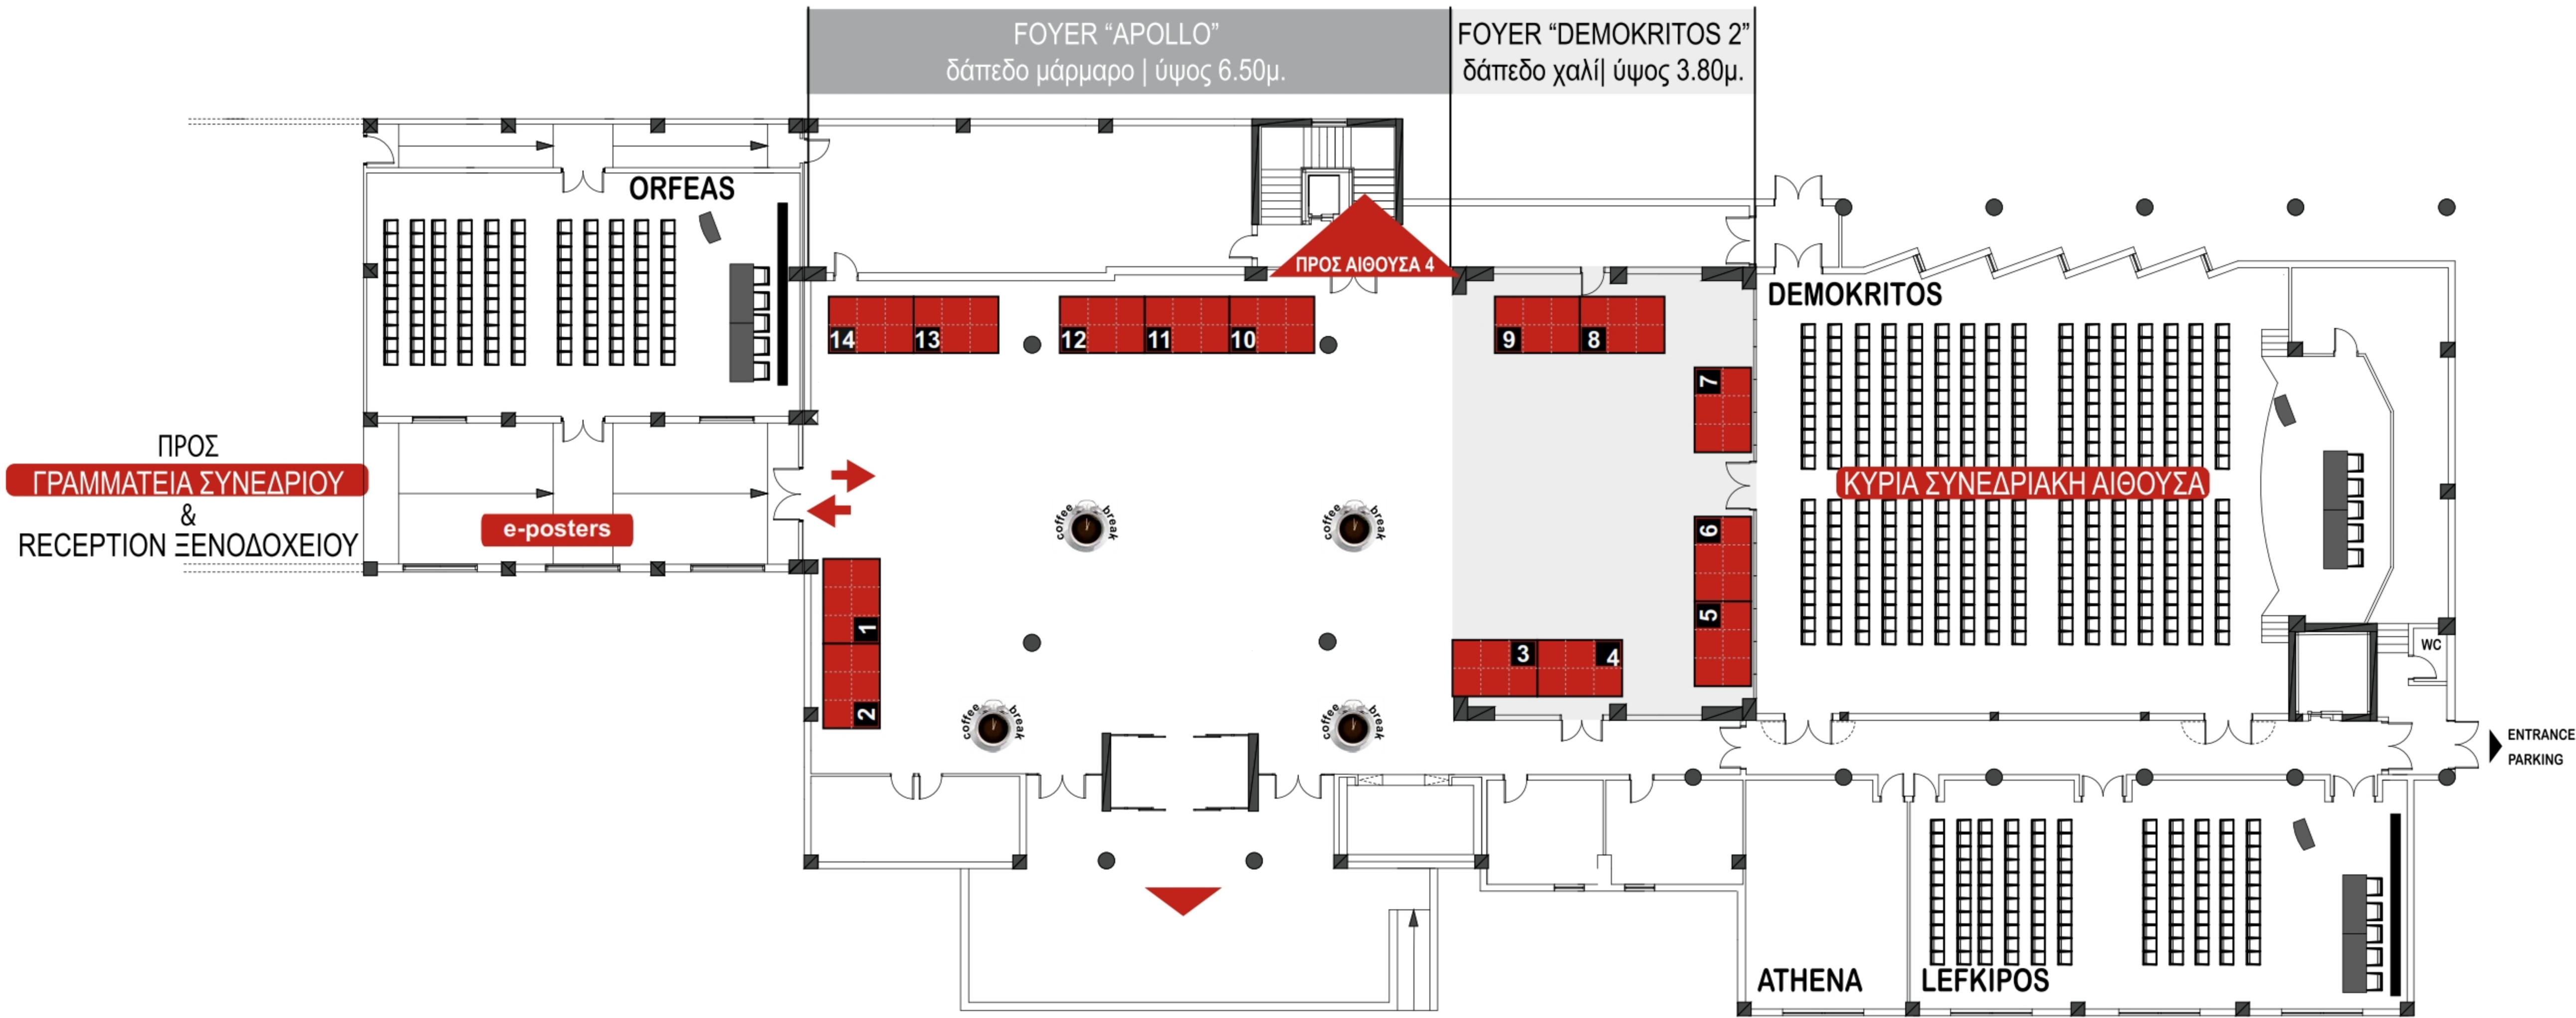 FOYER “APOLLO”
δάπεδο μάρμαρο | ύψος 6.50μ.
FOYER “DEMOKRITOS 2”
δάπεδο χαλί| ύψος 3.80μ.
ORFEAS
ΠΡΟΣ ΑΙΘΟΥΣΑ 4
DEMOKRITOS
14
13
12
11
10
9
8
7
ΠΡΟΣ
ΓΡΑΜΜΑΤΕΙΑ ΣΥΝΕΔΡΙΟΥ
&
RECEPTION ΞΕΝΟΔΟΧΕΙΟΥ
e-posters
ΚΥΡΙΑ ΣΥΝΕΔΡΙΑΚΗ ΑΙΘΟΥΣΑ
coffee break
coffee break
6
5
1
2
3
4
WC
coffee break
coffee break
ENTRANCE
PARKING
ATHENA
LEFKIPOS